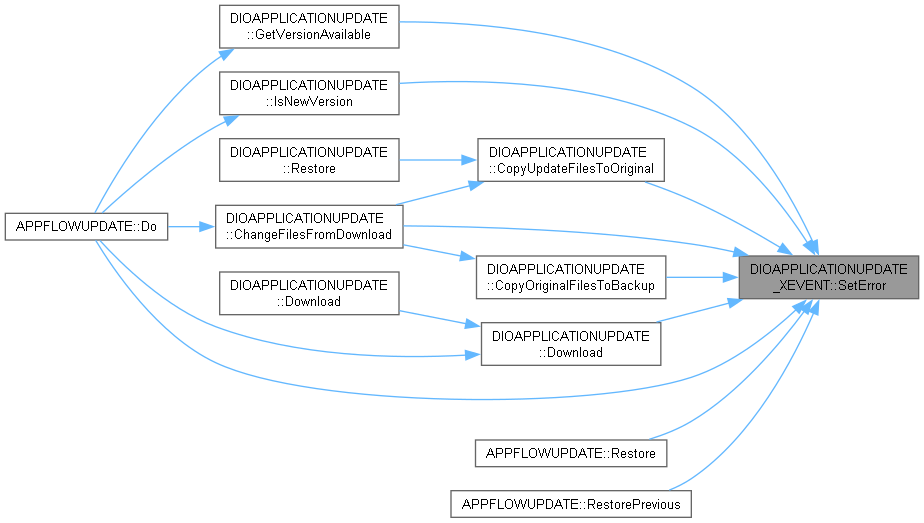 DIOAPPLICATIONUPDATE
::GetVersionAvailable
DIOAPPLICATIONUPDATE
::IsNewVersion
DIOAPPLICATIONUPDATE
::Restore
DIOAPPLICATIONUPDATE
::CopyUpdateFilesToOriginal
APPFLOWUPDATE::Do
DIOAPPLICATIONUPDATE
::ChangeFilesFromDownload
DIOAPPLICATIONUPDATE
::CopyOriginalFilesToBackup
DIOAPPLICATIONUPDATE
_XEVENT::SetError
DIOAPPLICATIONUPDATE
::Download
DIOAPPLICATIONUPDATE
::Download
APPFLOWUPDATE::Restore
APPFLOWUPDATE::RestorePrevious